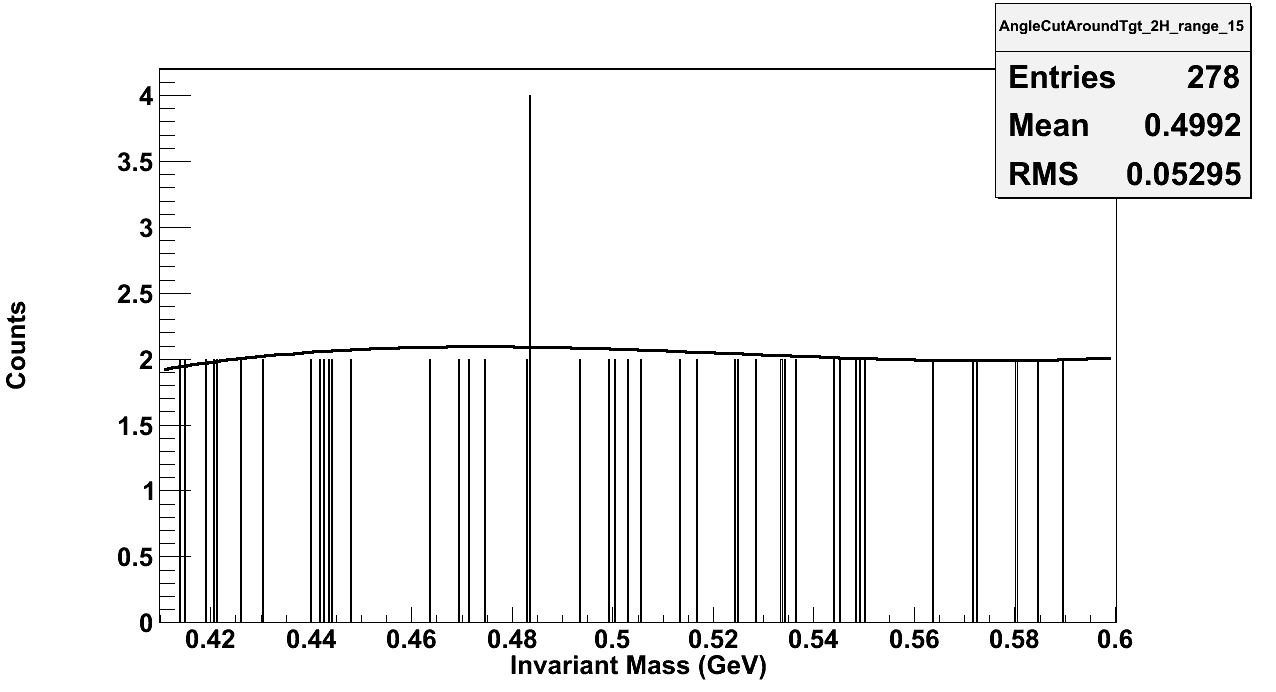 AngleCutAroundTgt_2H_range_15
Entries 278
Mean 0.4992
RMS 0.05295
4
3.5
3
2.5
2
1.5
1
0.5
0
Counts
0.42 0.44 0.46 0.48 0.5 0.52 0.54 0.56 0.58 0.6
Invariant Mass (GeV)